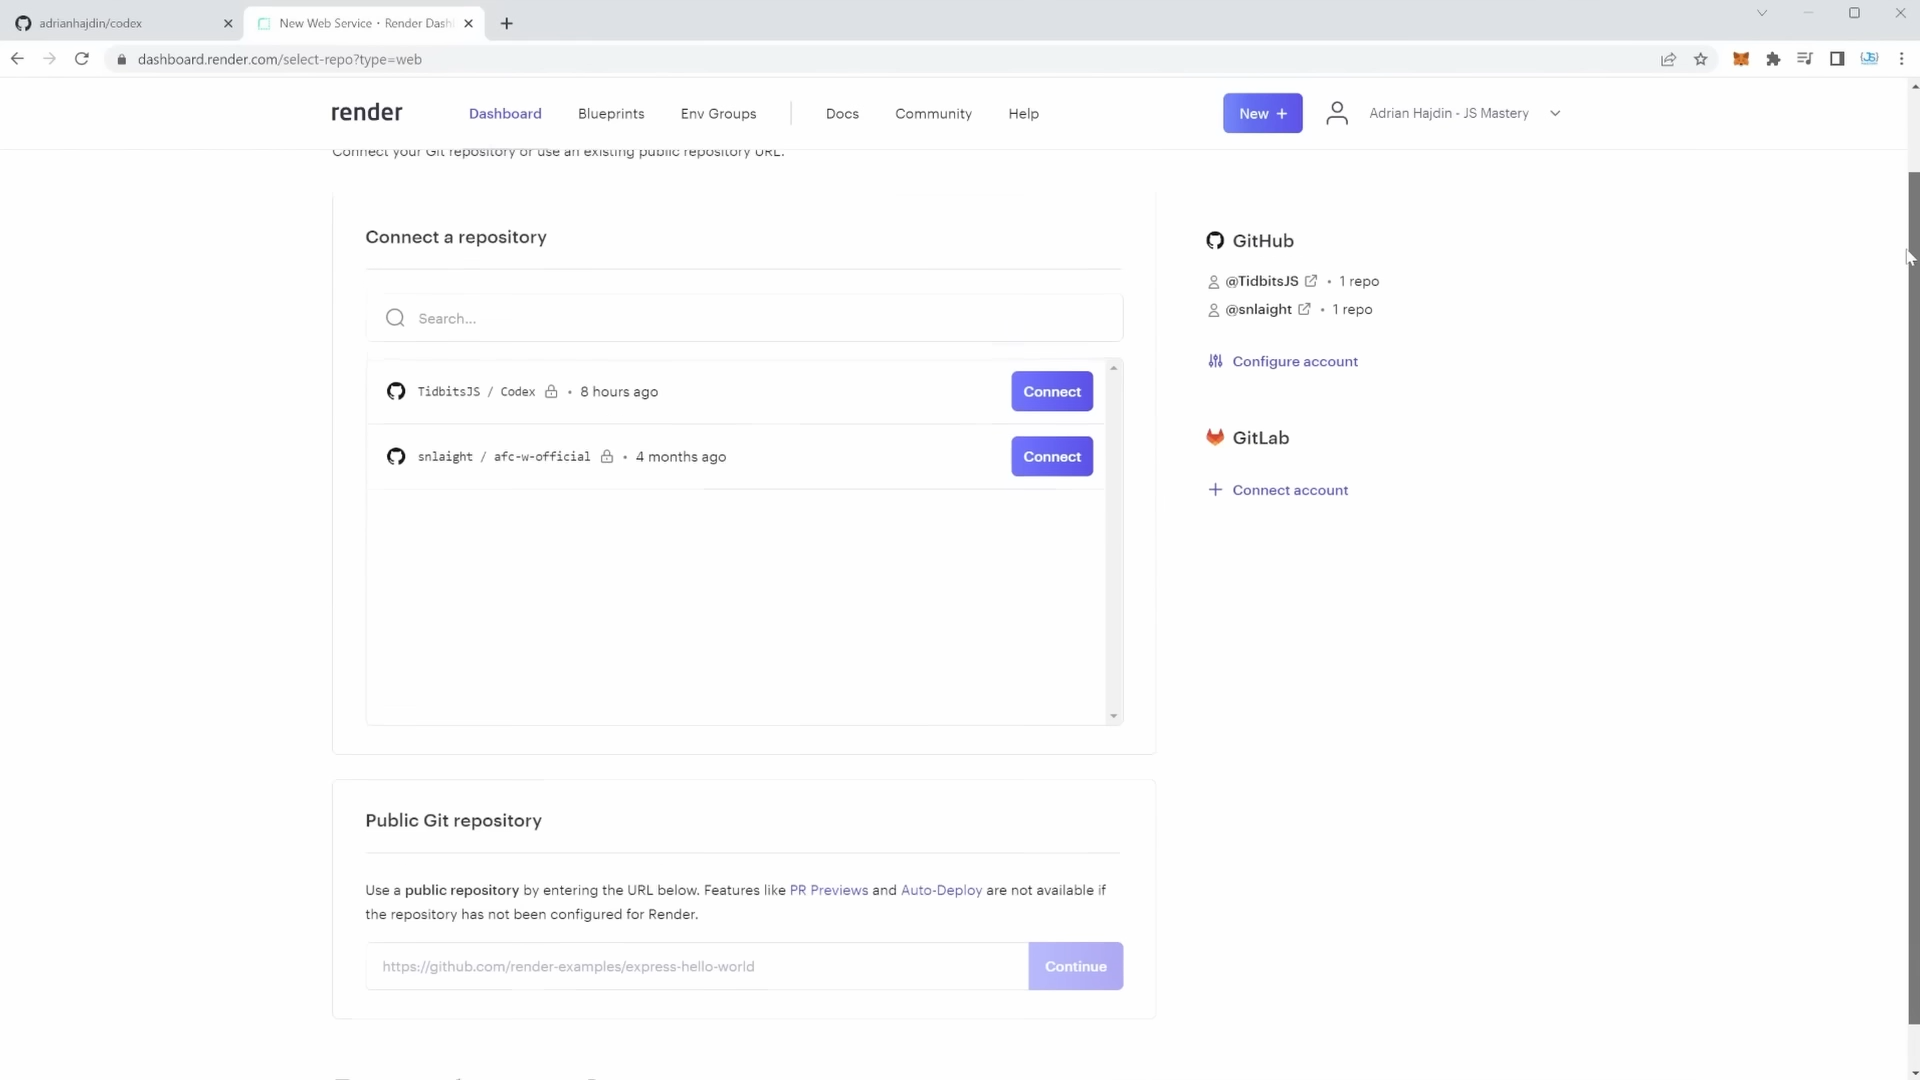 adrianhajdin/codex
New Web Service · Render Dash
dashboard.render.com/select-repo?type=web
render
Dashboard
Blueprints
Env Groups
Docs
Community
Help
New +
Adrian Hajdin - JS Mastery
Connect your Git repository or use an existing public repository URL.
Connect a repository
Search...
TidbitsJS / Codex • 8 hours ago
Connect
snlaight / afc-w-official • 4 months ago
Connect
GitHub
@TidbitsJS • 1 repo
@snlaight • 1 repo
Configure account
GitLab
Connect account
Public Git repository
Use a public repository by entering the URL below. Features like PR Previews and Auto-Deploy are not available if
the repository has not been configured for Render.
https://github.com/render-examples/express-hello-world
Continue